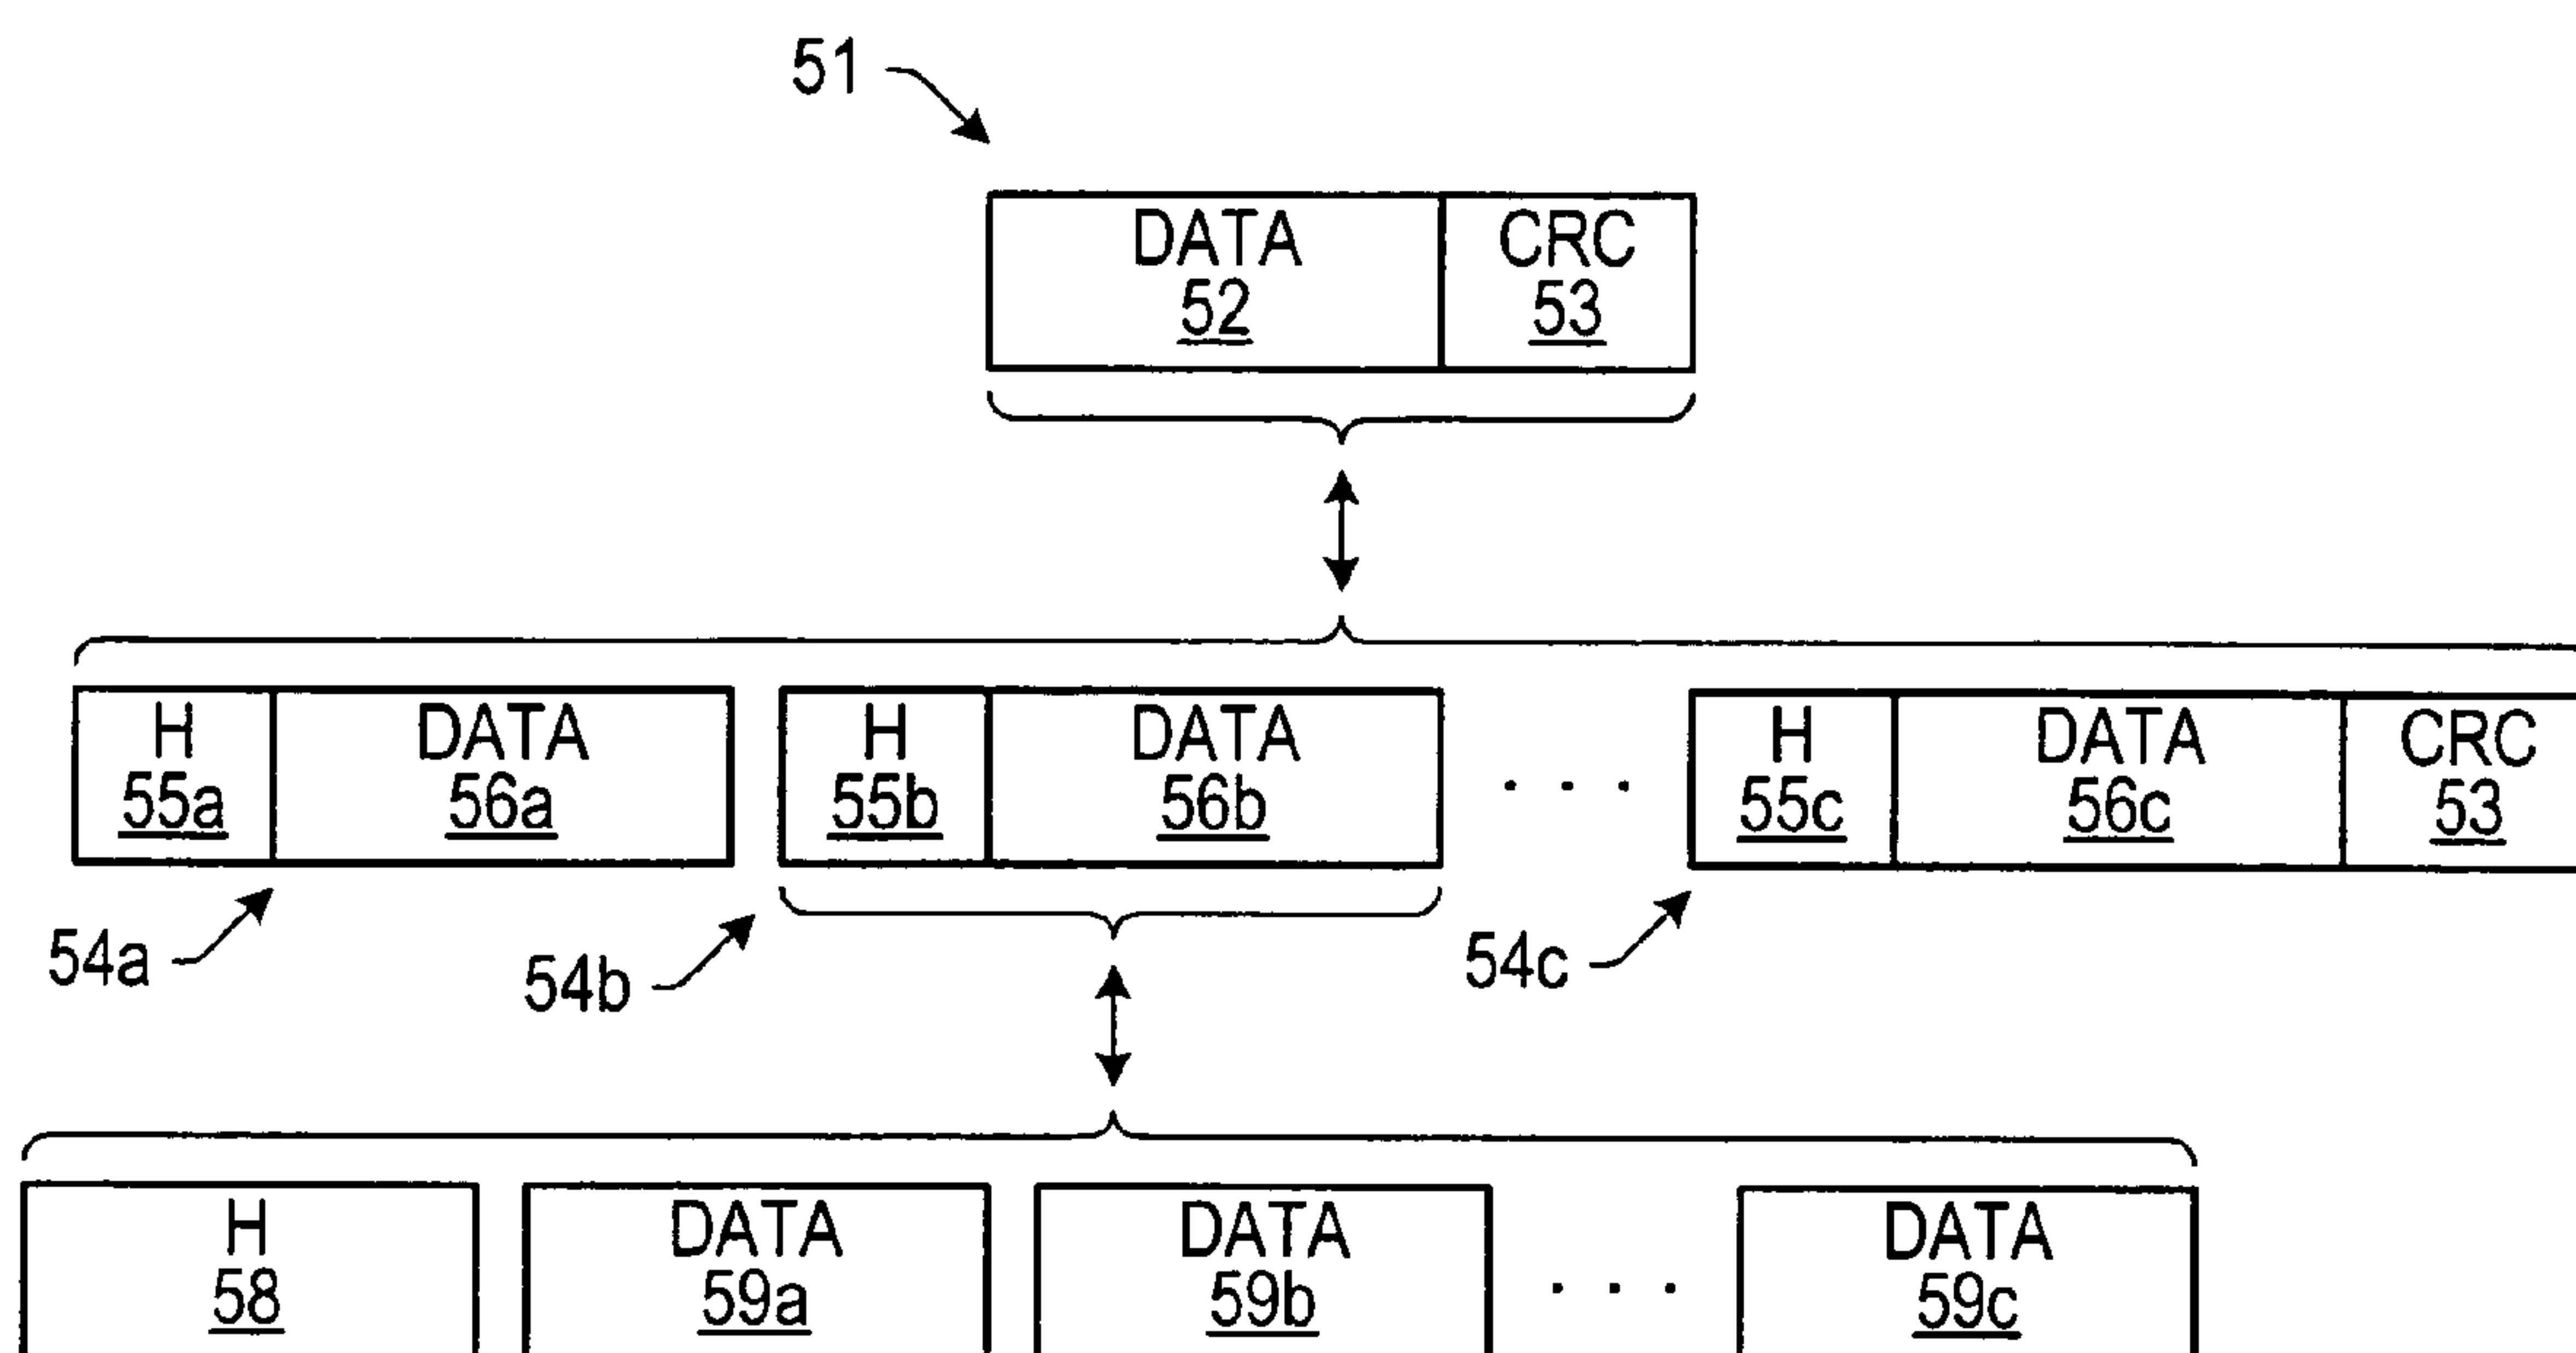 51
DATA CRC
52 53
H DATA H DATA . . . H DATA CRC
55a 56a 55b 56b 55c 56c 53
54a 54b 54c
H DATA DATA . . . DATA
58 59a 59b 59c